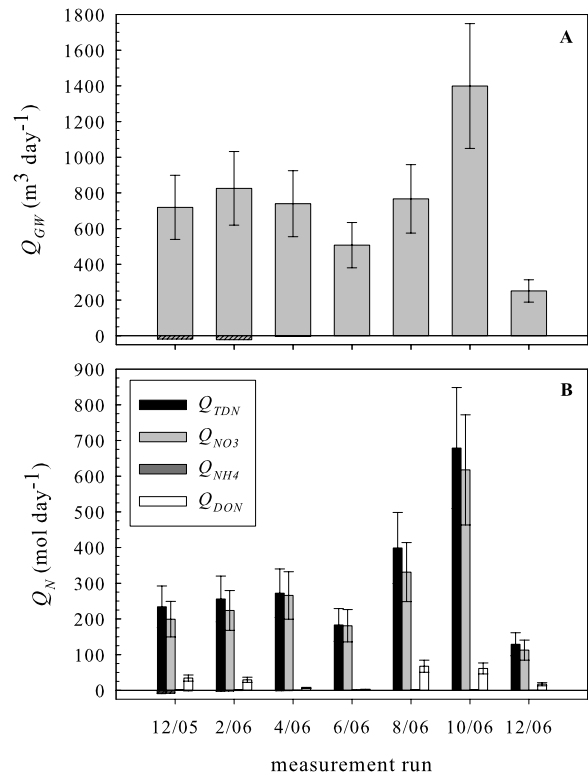 A
1800
1600
1400
1200
1000
800
600
400
200
0
Q_GW (m³ day⁻¹)
B
900
800
700
600
500
400
300
200
100
0
Q_N (mol day⁻¹)
Q_TDN
Q_NO3
Q_NH4
Q_DON
12/05 2/06 4/06 6/06 8/06 10/06 12/06
measurement run